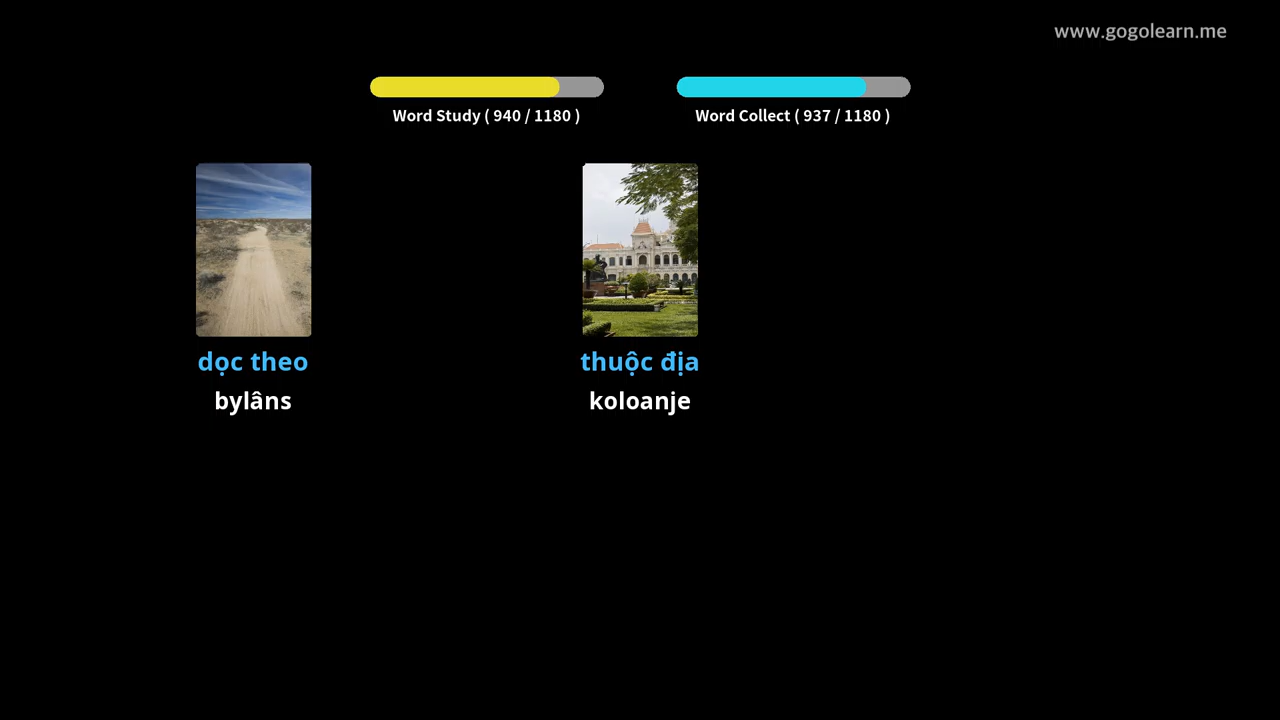 www.gogolearn.me
Word Study ( 940 / 1180 )
Word Collect ( 937 / 1180 )
dọc theo
bylâns
thuộc địa
koloanje